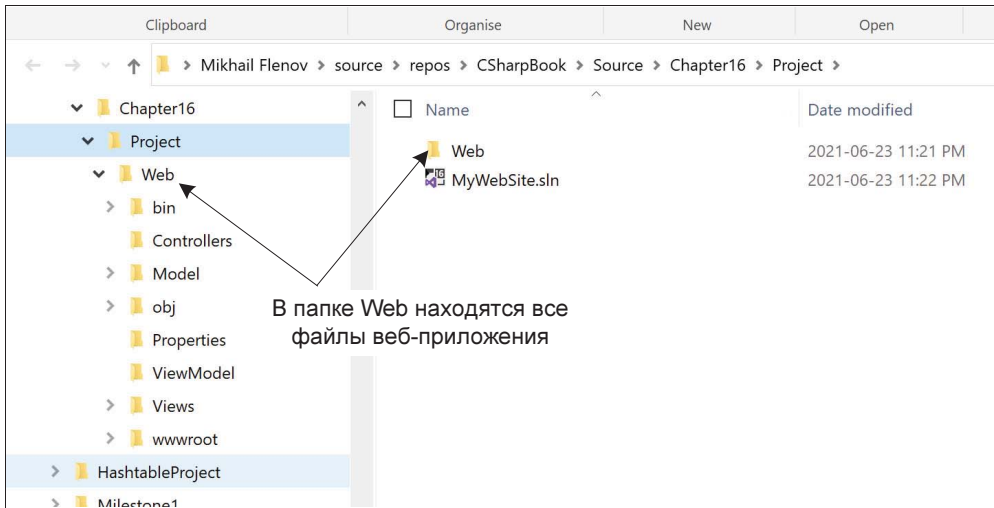 Clipboard
Organise
New
Open
Mikhail Flenov > source > repos > CSharpBook > Source > Chapter16 > Project >
Chapter16
Project
Web
bin
Controllers
Model
obj
Properties
ViewModel
Views
wwwroot
HashtableProject
Milestone1
Name
Date modified
Web
2021-06-23 11:21 PM
MyWebSite.sln
2021-06-23 11:22 PM
В папке Web находятся все
файлы веб-приложения